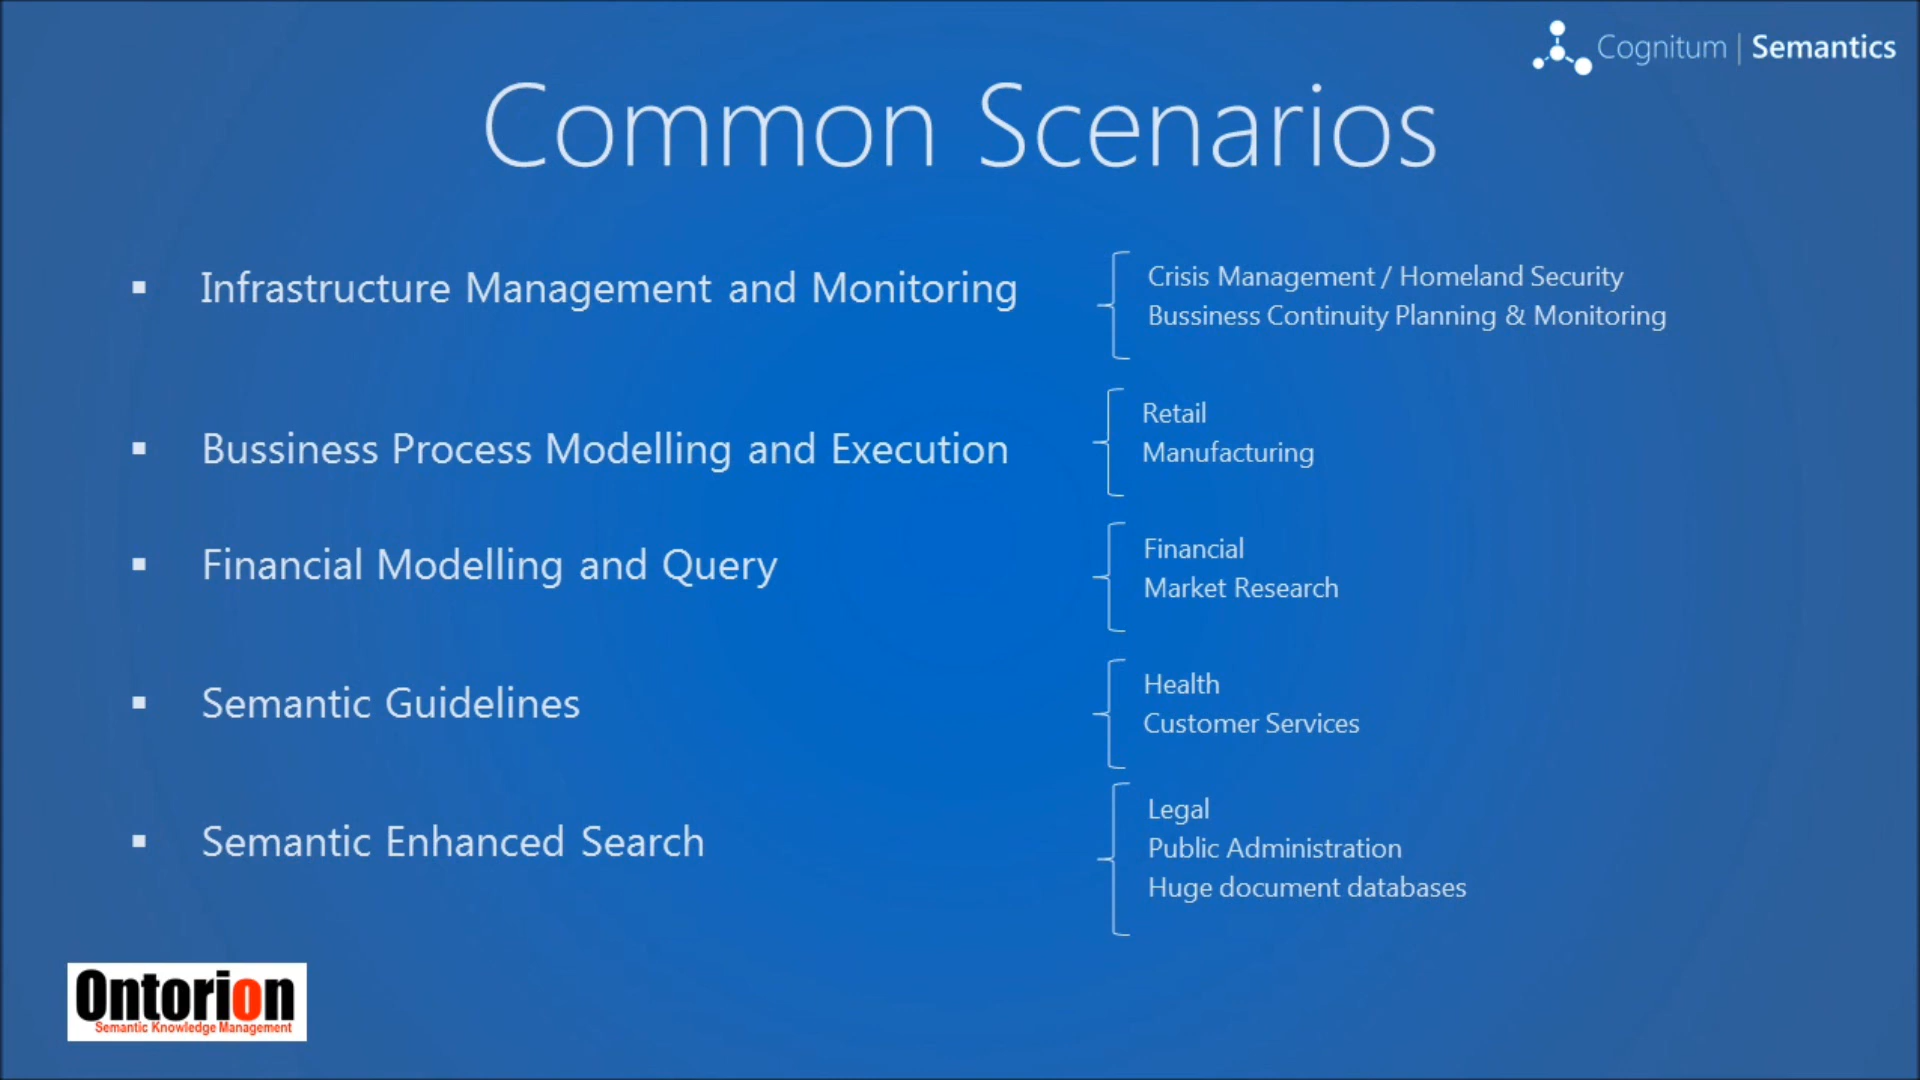 Cognitum | Semantics
Common Scenarios
Infrastructure Management and Monitoring
Crisis Management / Homeland Security
Bussiness Continuity Planning & Monitoring
Bussiness Process Modelling and Execution
Retail
Manufacturing
Financial Modelling and Query
Financial
Market Research
Semantic Guidelines
Health
Customer Services
Semantic Enhanced Search
Legal
Public Administration
Huge document databases
Ontorion
Semantic Knowledge Management